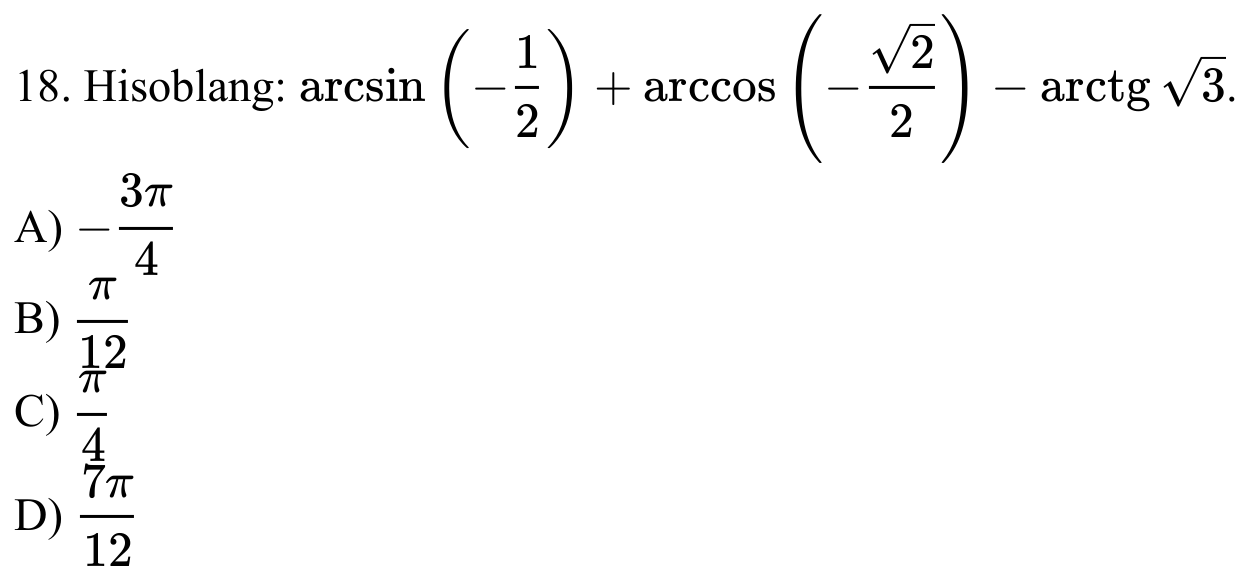 18. Hisoblang: arcsin (−1/2) + arccos (−√2/2) − arctg √3.
A) −3π/4
B) π/12
C) π/4
D) 7π/12